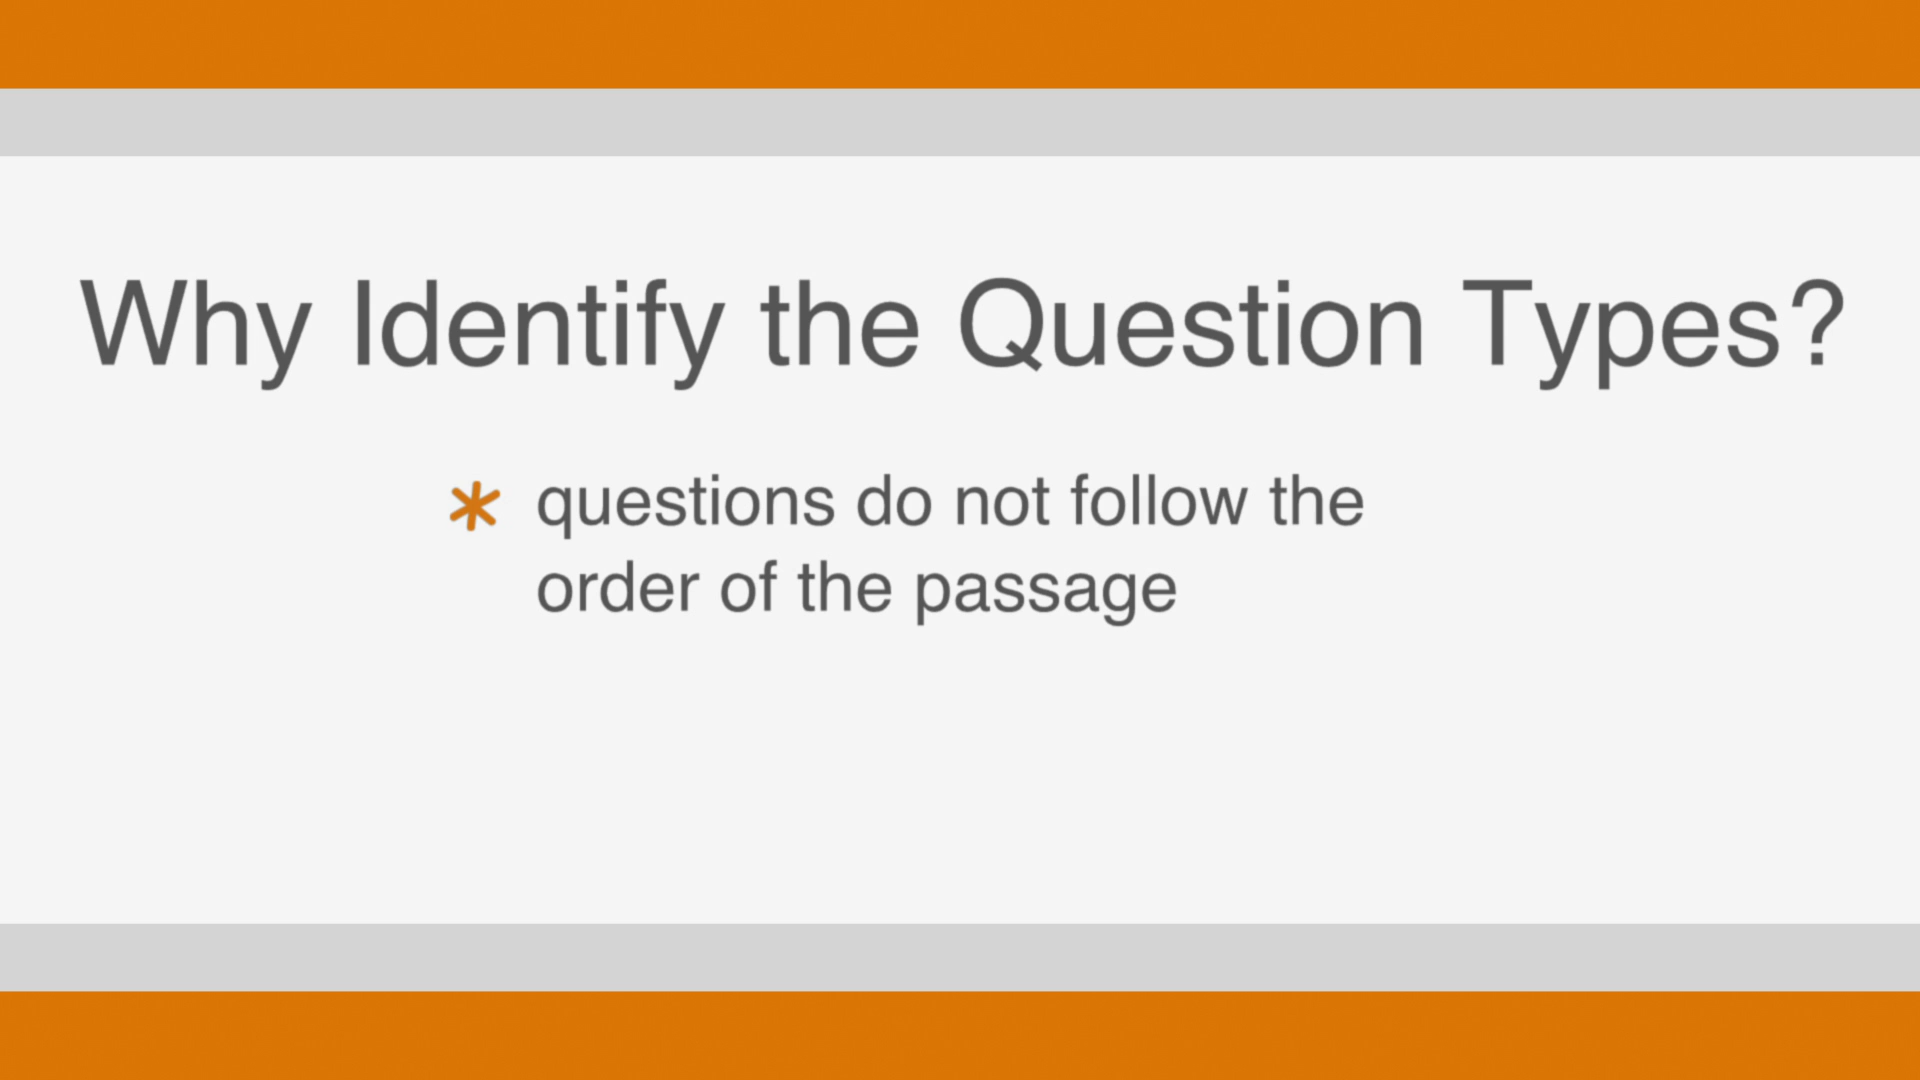 Why Identify the Question Types?
* questions do not follow the
order of the passage